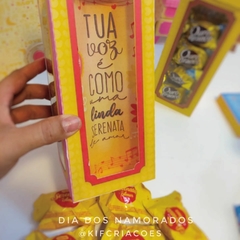 TUA
VOZ
É
COMO
uma
linda
SERENATA
de amor
DIA DOS NAMORADOS
@KIFCRIACOES